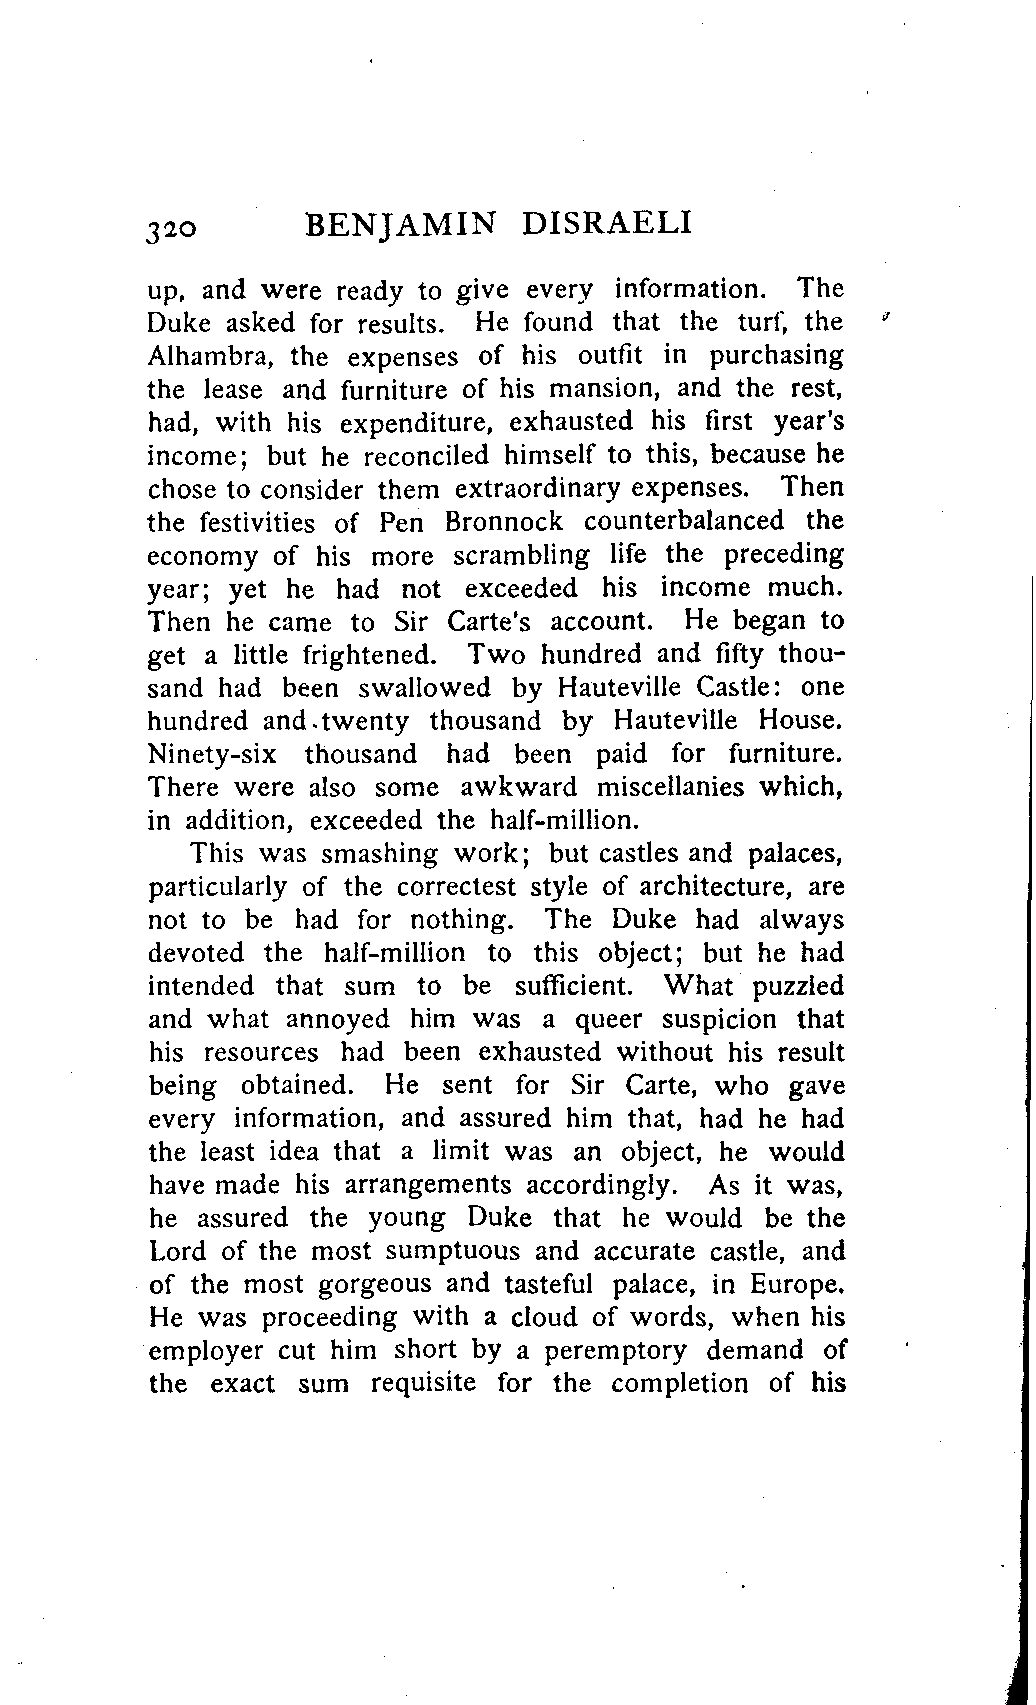 320 BENJAMIN DISRAELI
up, and were ready to give every information. The
Duke asked for results. He found that the turf, the
Alhambra, the expenses of his outfit in purchasing
the lease and furniture of his mansion, and the rest,
had, with his expenditure, exhausted his first year's
income; but he reconciled himself to this, because he
chose to consider them extraordinary expenses. Then
the festivities of Pen Bronnock counterbalanced the
economy of his more scrambling life the preceding
year; yet he had not exceeded his income much.
Then he came to Sir Carte's account. He began to
get a little frightened. Two hundred and fifty thou-
sand had been swallowed by Hauteville Castle: one
hundred and twenty thousand by Hauteville House.
Ninety-six thousand had been paid for furniture.
There were also some awkward miscellanies which,
in addition, exceeded the half-million.
This was smashing work; but castles and palaces,
particularly of the correctest style of architecture, are
not to be had for nothing. The Duke had always
devoted the half-million to this object; but he had
intended that sum to be sufficient. What puzzled
and what annoyed him was a queer suspicion that
his resources had been exhausted without his result
being obtained. He sent for Sir Carte, who gave
every information, and assured him that, had he had
the least idea that a limit was an object, he would
have made his arrangements accordingly. As it was,
he assured the young Duke that he would be the
Lord of the most sumptuous and accurate castle, and
of the most gorgeous and tasteful palace, in Europe.
He was proceeding with a cloud of words, when his
employer cut him short by a peremptory demand of
the exact sum requisite for the completion of his